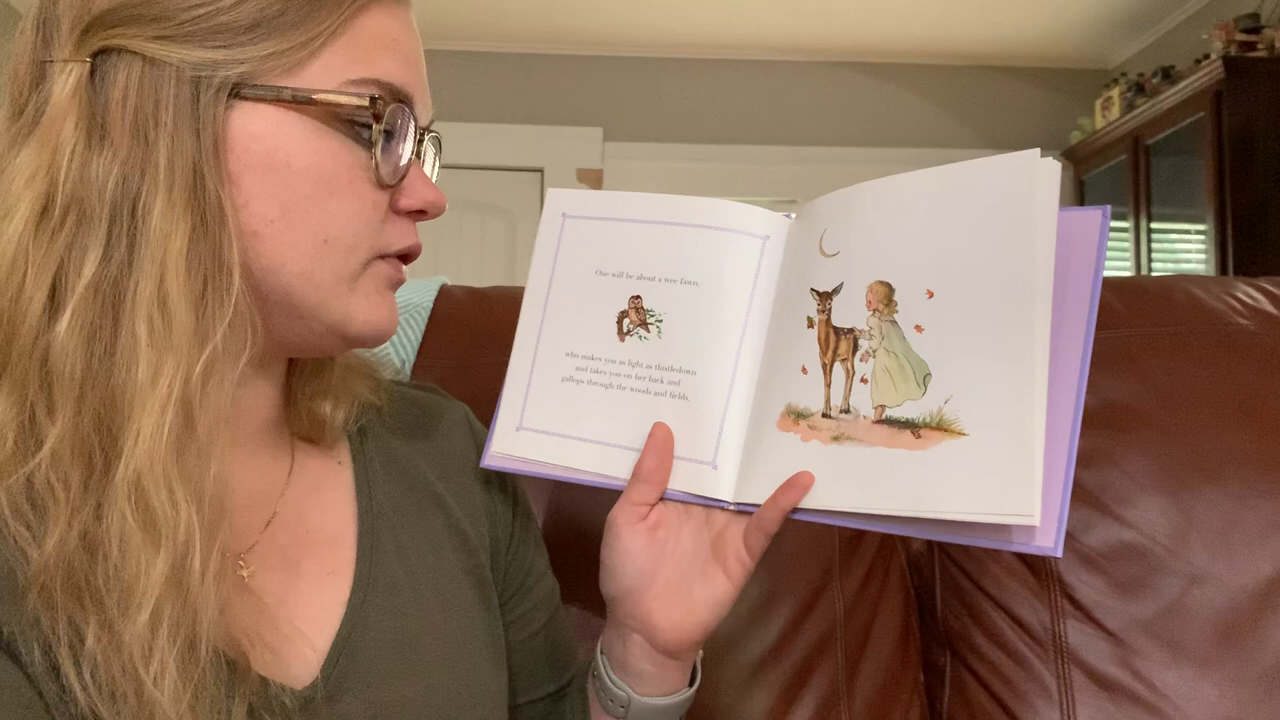 One will be about a wee fawn,
who makes you as light as thistledown
and takes you on her back and
gallops through the woods and fields.